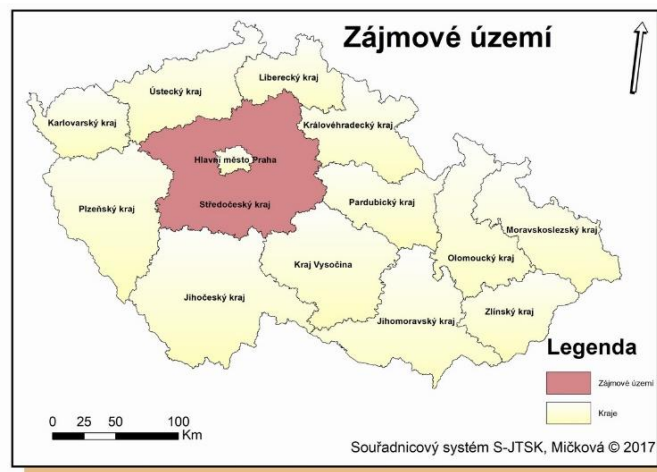 Zájmové území
Liberecký kraj
Ústecký kraj
Karlovarský kraj
Královéhradecký kraj
Hlavní město Praha
Středočeský kraj
Plzeňský kraj
Pardubický kraj
Moravskoslezský kraj
Olomoucký kraj
Kraj Vysočina
Jihočeský kraj
Jihomoravský kraj
Zlínský kraj
Legenda
Zájmové území
Kraje
0 25 50 100
Km
Souřadnicový systém S-JTSK, Mičková © 2017